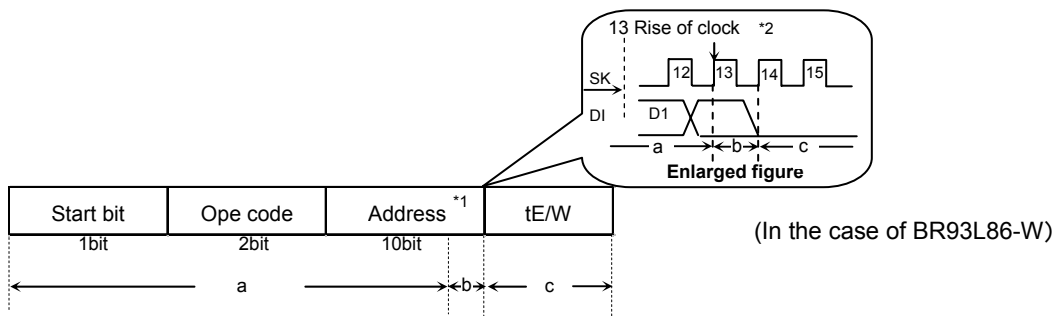 13 Rise of clock *2
SK 12 13 14 15
DI D1
a b c
Enlarged figure
Start bit Ope code Address *1 tE/W
1bit 2bit 10bit
(In the case of BR93L86-W)
a b c